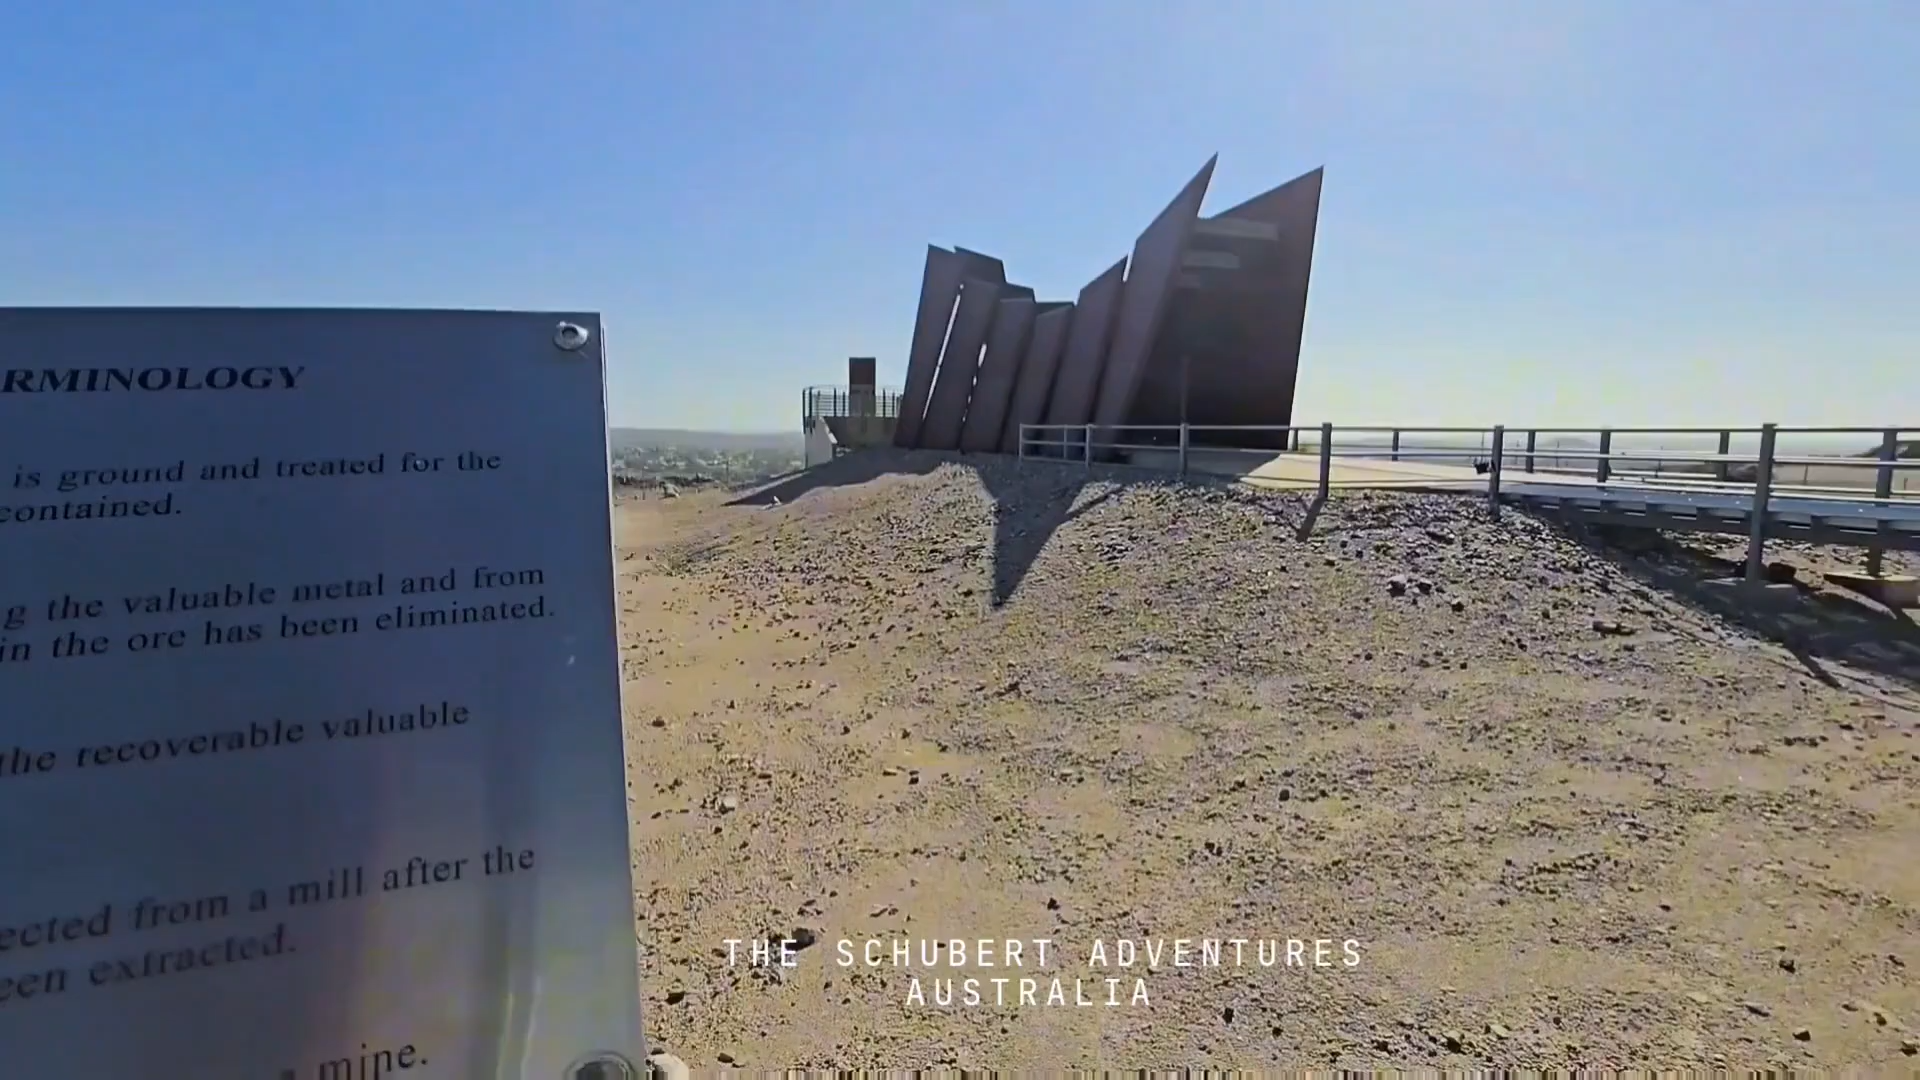 RMINOLOGY
is ground and treated for the
contained.
g the valuable metal and from
in the ore has been eliminated.
the recoverable valuable
ected from a mill after the
een extracted.
mine.
THE SCHUBERT ADVENTURES
AUSTRALIA